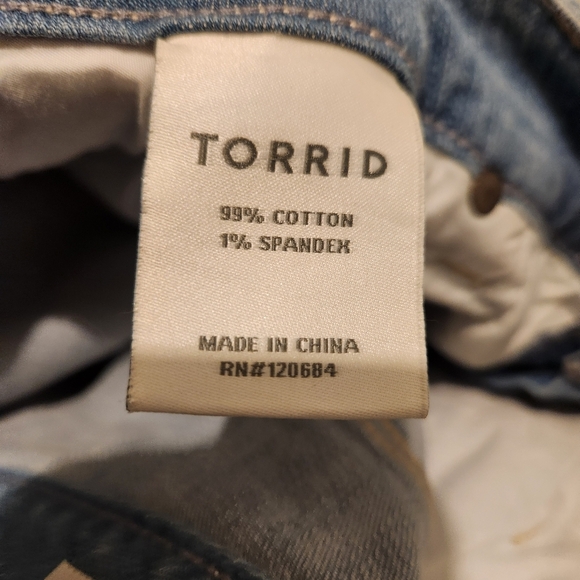 TORRID
99% COTTON
1% SPANDEX
MADE IN CHINA
RN#120684